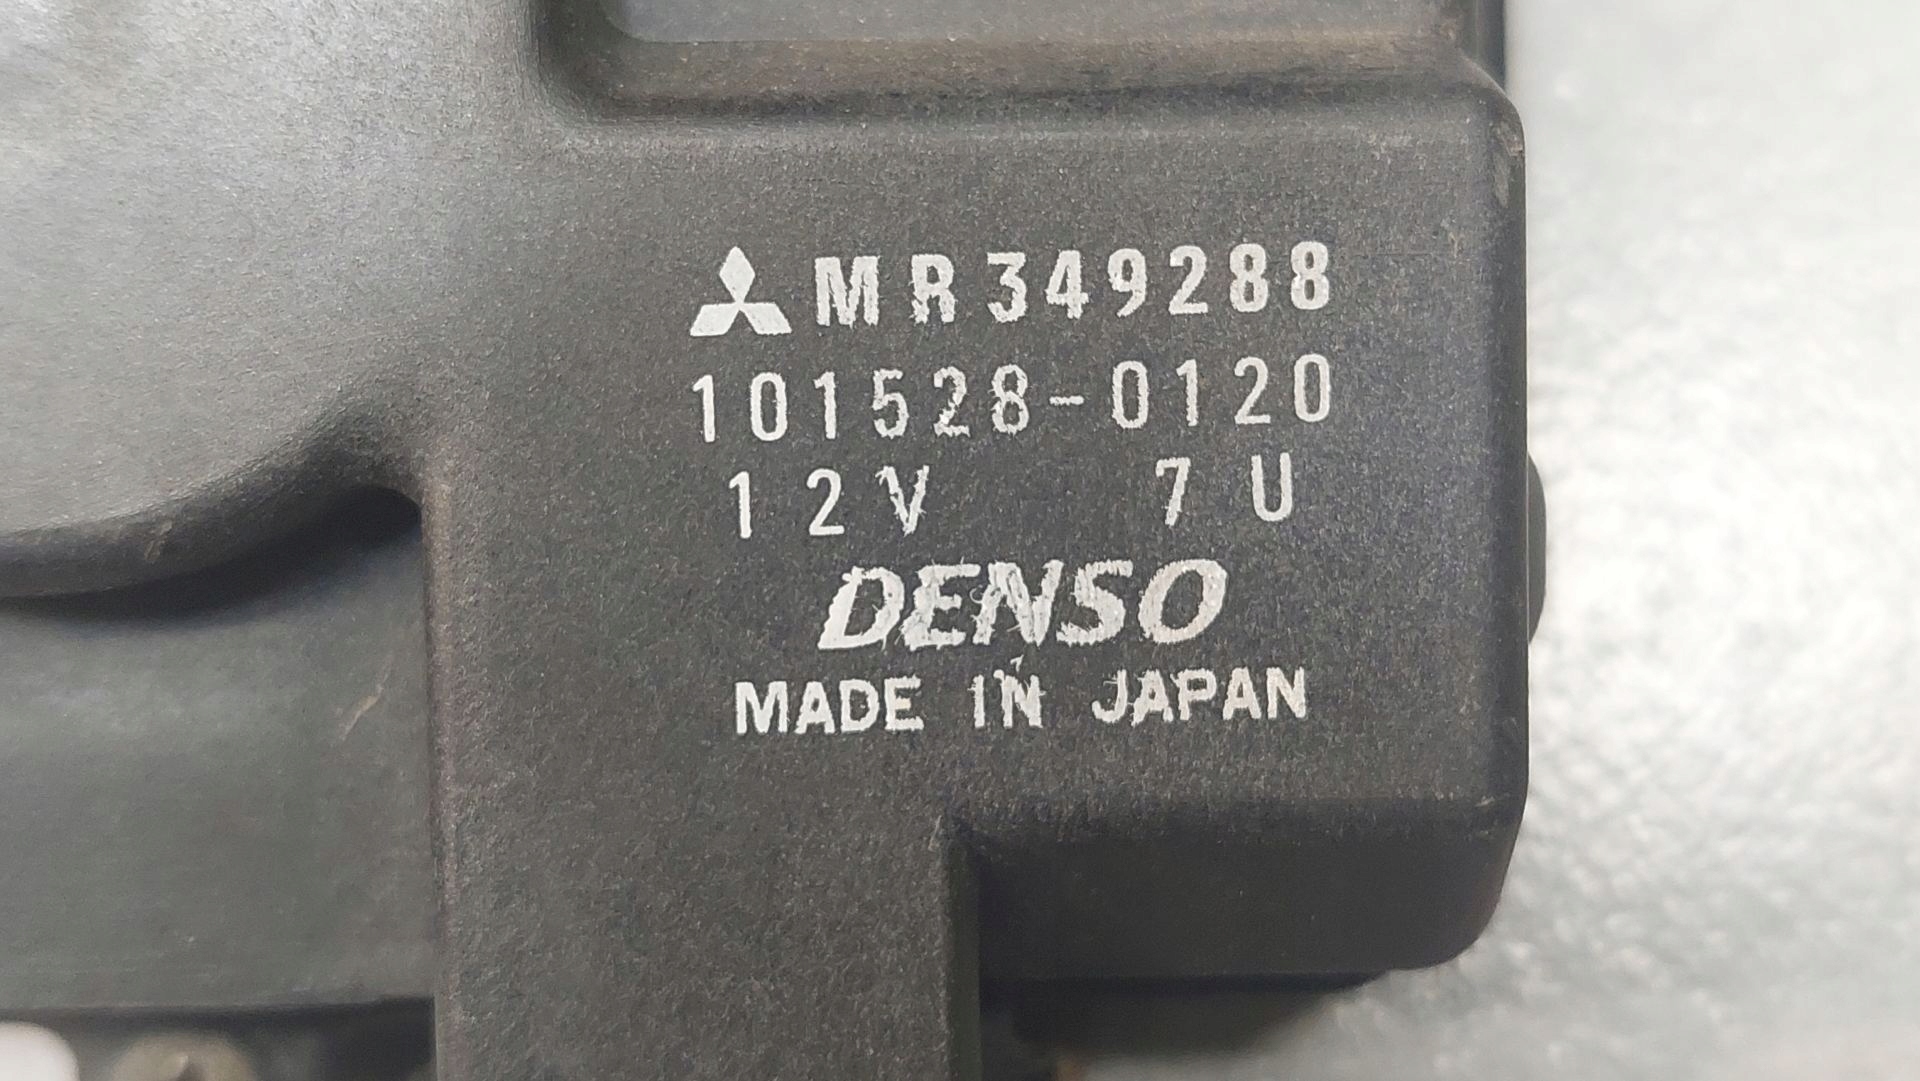 MR349288
101528-0120
12V 7U
DENSO
MADE IN JAPAN